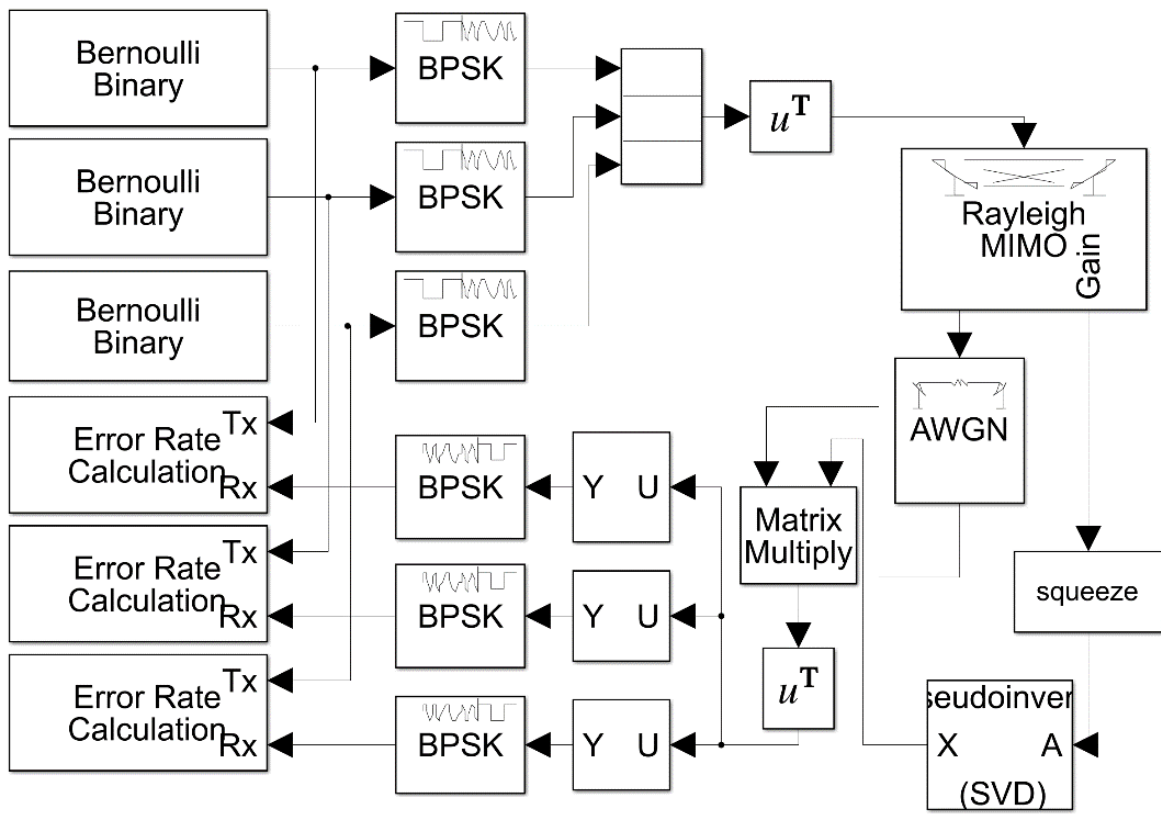 Bernoulli
Binary
BPSK
u^T
Bernoulli
Binary
BPSK
Rayleigh
MIMO
Gain
Bernoulli
Binary
BPSK
AWGN
Tx
Error Rate
Calculation
Rx
BPSK
Y U
Matrix
Multiply
Tx
Error Rate
Calculation
Rx
BPSK
Y U
squeeze
u^T
Tx
Error Rate
Calculation
Rx
BPSK
Y U
seudoinver
X A
(SVD)